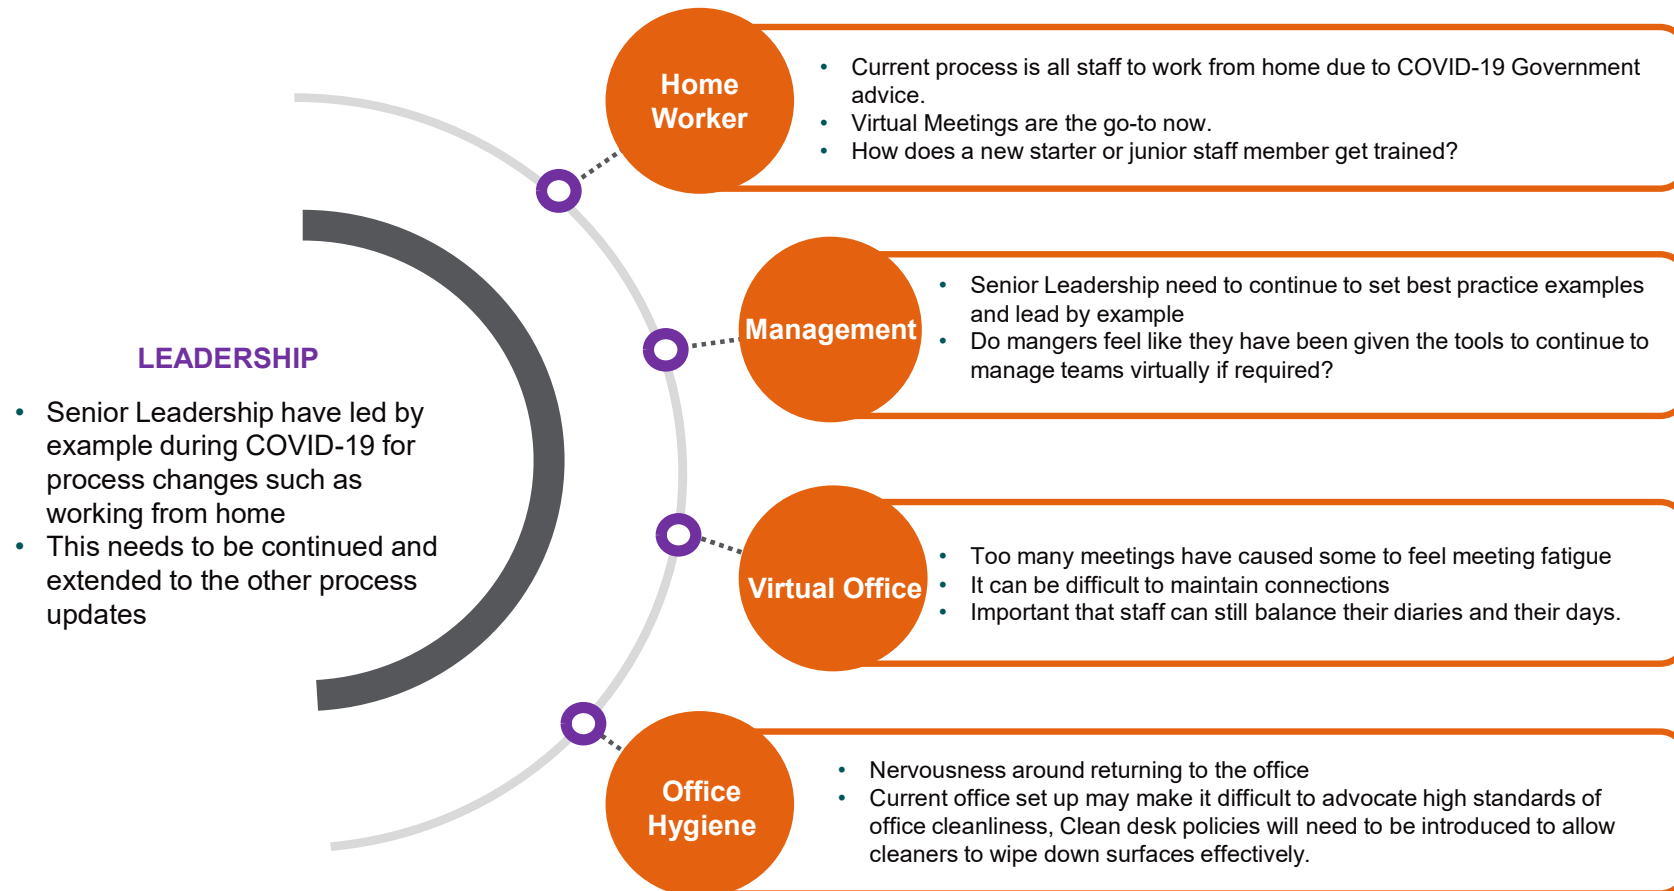 LEADERSHIP
• Senior Leadership have led by
example during COVID-19 for
process changes such as
working from home
• This needs to be continued and
extended to the other process
updates
Home
Worker
• Current process is all staff to work from home due to COVID-19 Government
advice.
• Virtual Meetings are the go-to now.
• How does a new starter or junior staff member get trained?
Management
• Senior Leadership need to continue to set best practice examples
and lead by example
• Do mangers feel like they have been given the tools to continue to
manage teams virtually if required?
Virtual Office
• Too many meetings have caused some to feel meeting fatigue
• It can be difficult to maintain connections
• Important that staff can still balance their diaries and their days.
Office
Hygiene
• Nervousness around returning to the office
• Current office set up may make it difficult to advocate high standards of
office cleanliness, Clean desk policies will need to be introduced to allow
cleaners to wipe down surfaces effectively.